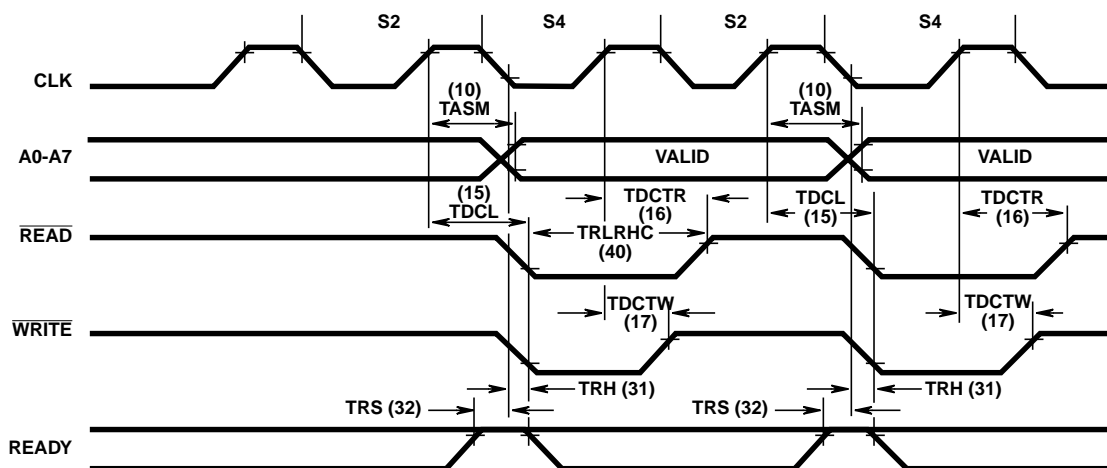 S2 S4 S2 S4
CLK
(10) (10)
TASM TASM
A0-A7 VALID VALID
(15) TDCTR TDCL TDCTR
TDCL (16) (15) (16)
READ TRLRHC
(40)
TDCTW TDCTW
WRITE (17) (17)
TRH (31) TRH (31)
TRS (32) TRS (32)
READY